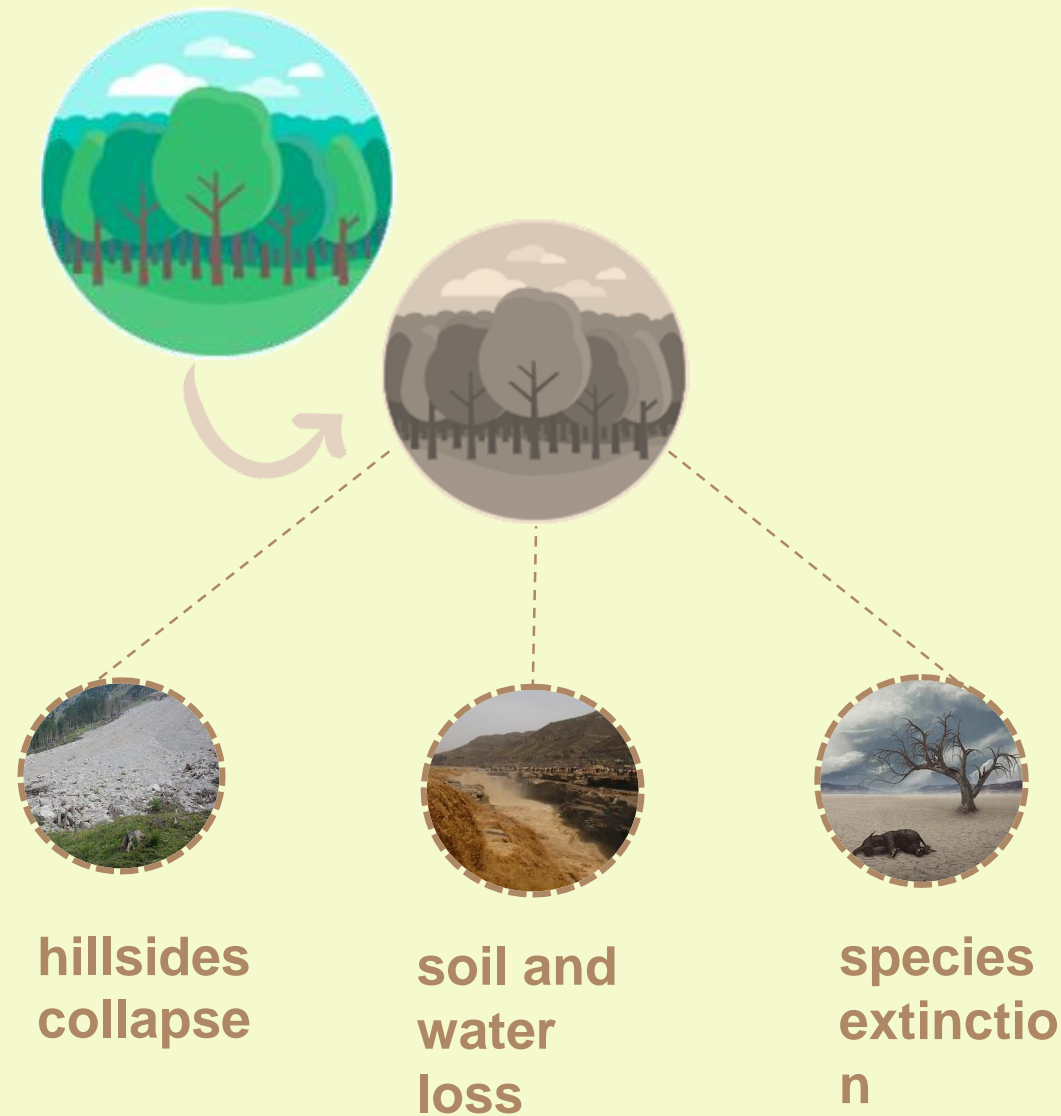 hillsides
collapse
soil and
water
loss
species
extinctio
n